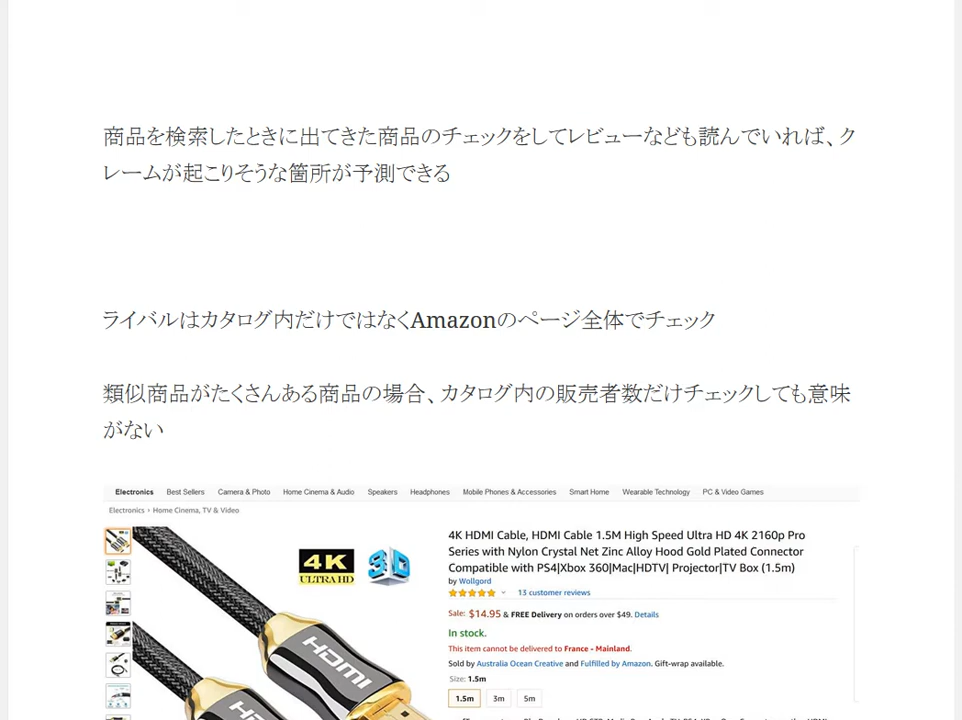 商品を検索したときに出てきた商品のチェックをしてレビューなども読んでいれば、ク
レームが起こりそうな箇所が予測できる
ライバルはカタログ内だけではなくAmazonのページ全体でチェック
類似商品がたくさんある商品の場合、カタログ内の販売者数だけチェックしても意味
がない
Electronics Best Sellers Camera & Photo Home Cinema & Audio Speakers Headphones Mobile Phones & Accessories Smart Home Wearable Technology PC & Video Games
Electronics › Home Cinema, TV & Video
4K HDMI Cable, HDMI Cable 1.5M High Speed Ultra HD 4K 2160p Pro
Series with Nylon Crystal Net Zinc Alloy Hood Gold Plated Connector
Compatible with PS4|Xbox 360|Mac|HDTV| Projector|TV Box (1.5m)
by Wollgord
13 customer reviews
Sale: $14.95 & FREE Delivery on orders over $49. Details
In stock.
This item cannot be delivered to France - Mainland.
Sold by Australia Ocean Creative and Fulfilled by Amazon. Gift-wrap available.
Size: 1.5m
1.5m 3m 5m
4K
ULTRA HD
3D
HDMI